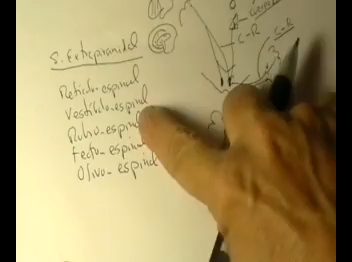 S. Extrapiramidal
Retículo-espinal
Vestíbulo-espinal
Rubro-espinal
Tecto-espinal
Olivo-espinal
C-R
S-R